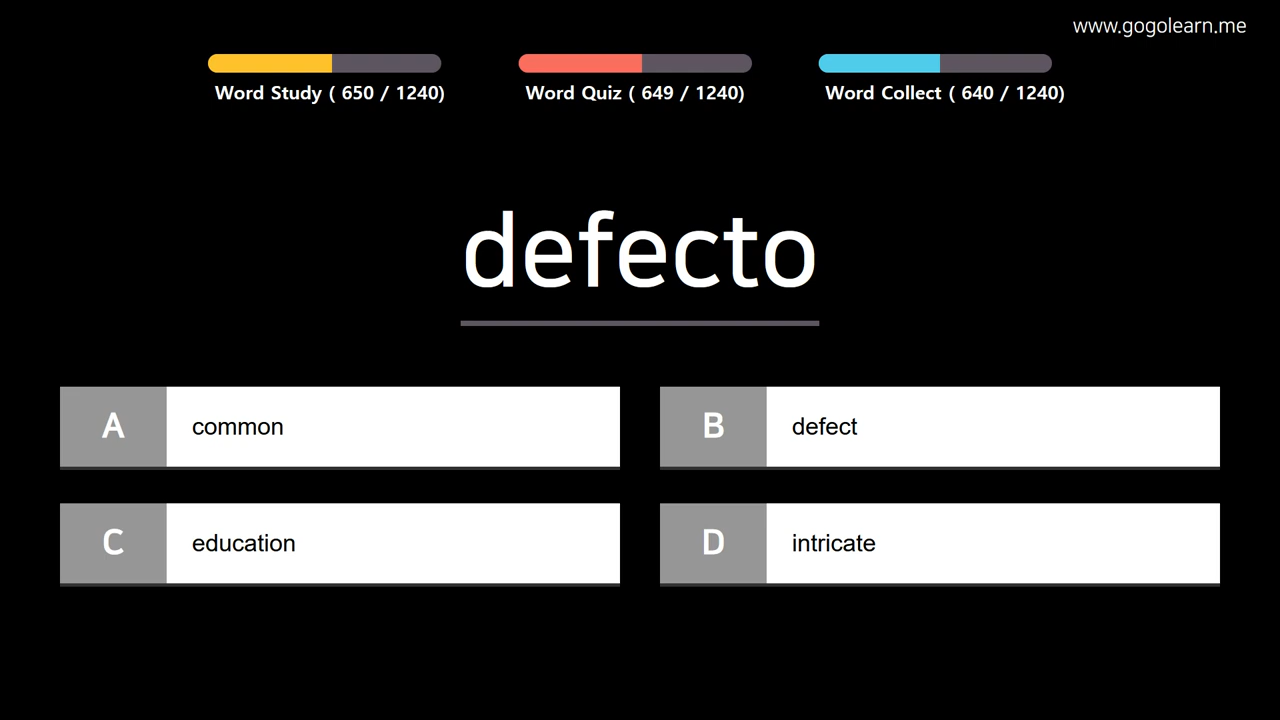 www.gogolearn.me
Word Study ( 650 / 1240)
Word Quiz ( 649 / 1240)
Word Collect ( 640 / 1240)
defecto
A common
B defect
C education
D intricate